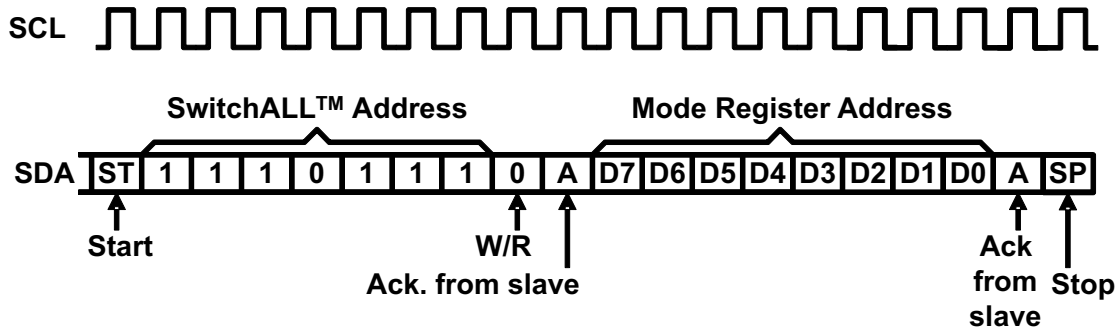 SCL
SwitchALL™ Address
Mode Register Address
SDA ST 1 1 1 0 1 1 1 0 A D7 D6 D5 D4 D3 D2 D1 D0 A SP
Start
W/R
Ack. from slave
Ack from slave
Stop